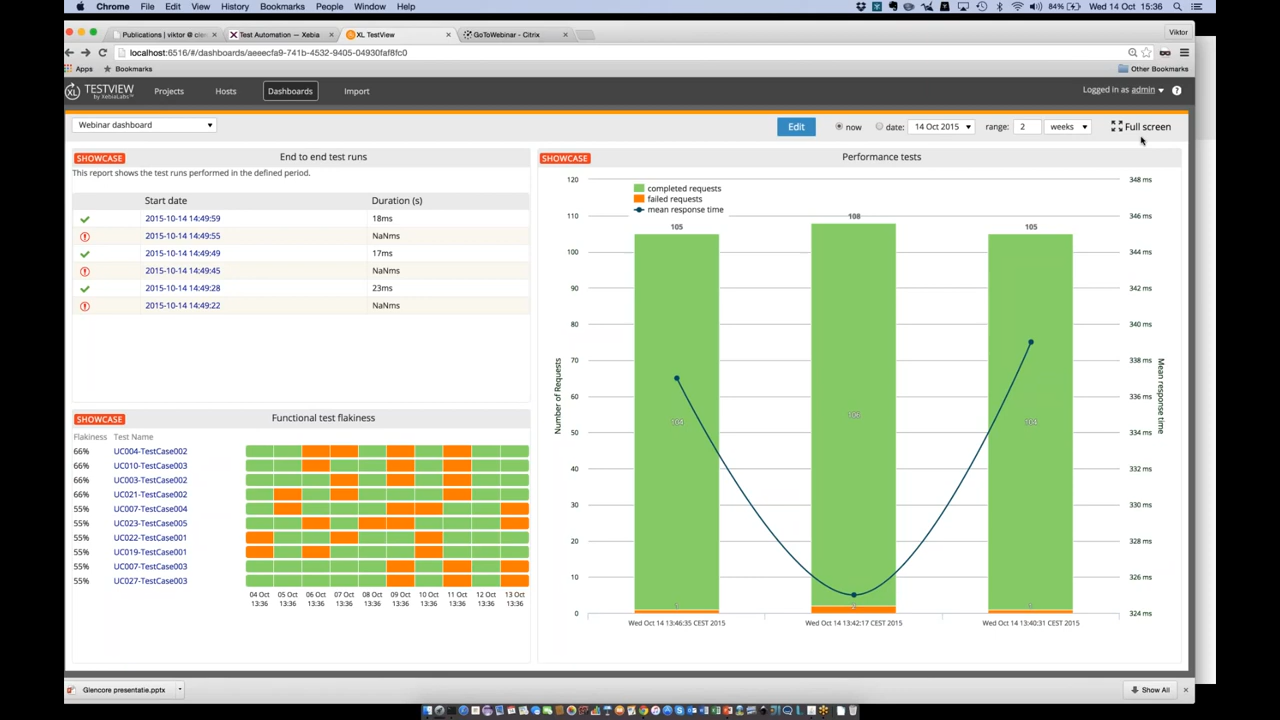 Chrome File Edit View History Bookmarks People Window Help
84% Wed 14 Oct 15:36
Publications | viktor @ clen
Test Automation — Xebia
XL TestView
GoToWebinar - Citrix
Viktor
localhost:6516/#/dashboards/aeeecfa9-741b-4532-9405-04930faf8fc0
Apps Bookmarks Other Bookmarks
XL TESTVIEW
by XebiaLabs
Projects Hosts Dashboards Import
Logged in as admin
Webinar dashboard
Edit now date: 14 Oct 2015 range: 2 weeks Full screen
SHOWCASE End to end test runs
This report shows the test runs performed in the defined period.
Start date Duration (s)
2015-10-14 14:49:59 18ms
2015-10-14 14:49:55 NaNms
2015-10-14 14:49:49 17ms
2015-10-14 14:49:45 NaNms
2015-10-14 14:49:28 23ms
2015-10-14 14:49:22 NaNms
SHOWCASE Functional test flakiness
Flakiness Test Name
66% UC004-TestCase002
66% UC010-TestCase003
66% UC003-TestCase002
66% UC021-TestCase002
55% UC007-TestCase004
55% UC023-TestCase005
55% UC022-TestCase001
55% UC019-TestCase001
55% UC007-TestCase003
55% UC027-TestCase003
04 Oct 05 Oct 06 Oct 07 Oct 08 Oct 09 Oct 10 Oct 11 Oct 12 Oct 13 Oct
13:36 13:36 13:36 13:36 13:36 13:36 13:36 13:36 13:36 13:36
SHOWCASE Performance tests
completed requests
failed requests
mean response time
120 348 ms
110 346 ms
100 344 ms
90 342 ms
80 340 ms
70 338 ms
60 336 ms
50 334 ms
40 332 ms
30 330 ms
20 328 ms
10 326 ms
0 324 ms
Number of Requests
Mean response time
105 108 105
104 106 104
Wed Oct 14 13:46:35 CEST 2015 Wed Oct 14 13:42:17 CEST 2015 Wed Oct 14 13:40:31 CEST 2015
Glencore presentatie.pptx
Show All